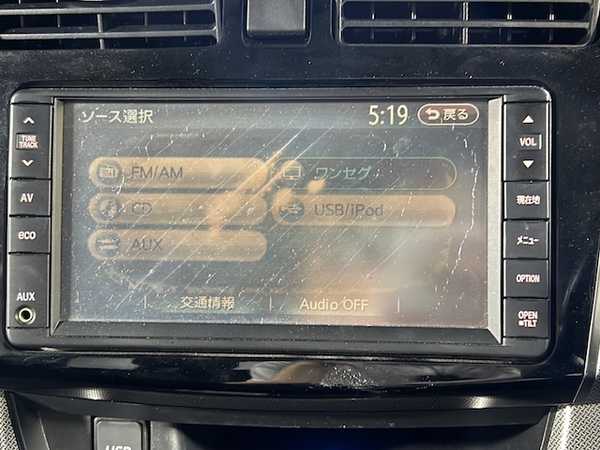 ソース選択 5:19 戻る
FM/AM ワンセグ
CD USB/iPod
AUX
交通情報 Audio OFF
TUNE
TRACK
AV
eco
AUX
VOL
現在地
メニュー
OPTION
OPEN
TILT
USB